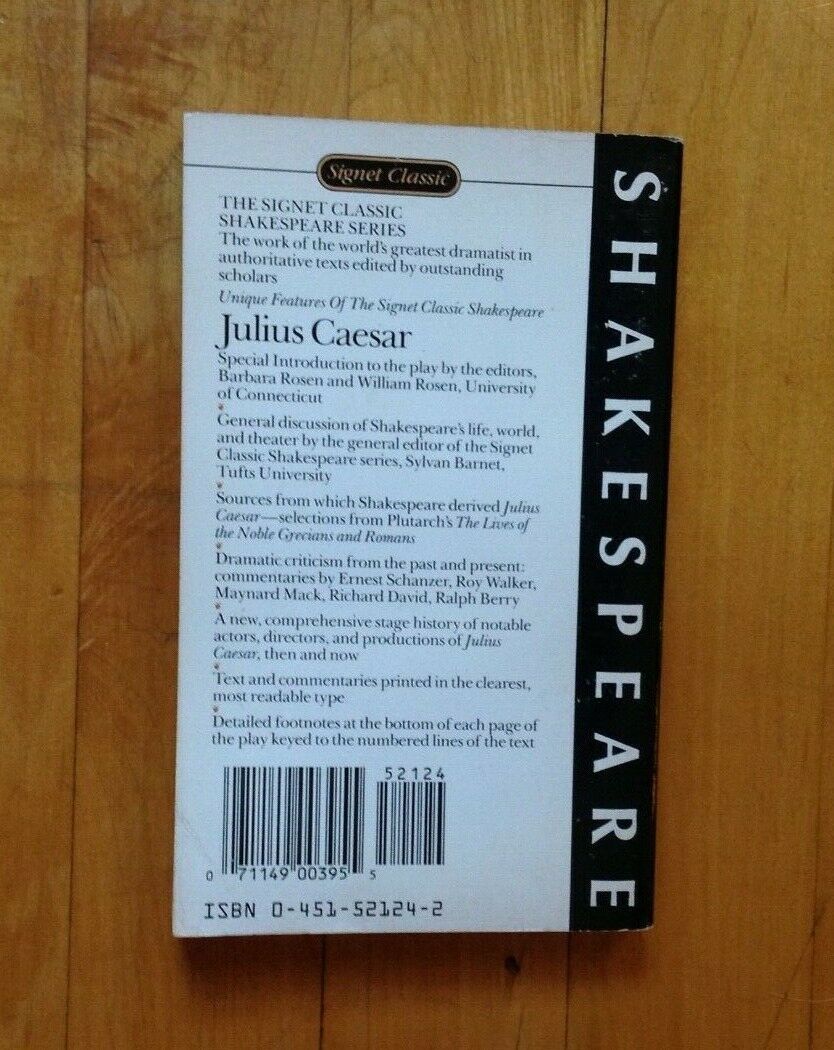 Signet Classic
THE SIGNET CLASSIC
SHAKESPEARE SERIES
The work of the world's greatest dramatist in
authoritative texts edited by outstanding
scholars
Unique Features Of The Signet Classic Shakespeare
Julius Caesar
Special Introduction to the play by the editors,
Barbara Rosen and William Rosen, University
of Connecticut
General discussion of Shakespeare's life, world,
and theater by the general editor of the Signet
Classic Shakespeare series, Sylvan Barnet,
Tufts University
Sources from which Shakespeare derived Julius
Caesar—selections from Plutarch's The Lives of
the Noble Grecians and Romans
Dramatic criticism from the past and present:
commentaries by Ernest Schanzer, Roy Walker,
Maynard Mack, Richard David, Ralph Berry
A new, comprehensive stage history of notable
actors, directors, and productions of Julius
Caesar, then and now
Text and commentaries printed in the clearest,
most readable type
Detailed footnotes at the bottom of each page of
the play keyed to the numbered lines of the text
52124
0 71149 00395 5
ISBN 0-451-52124-2
SHAKESPEARE